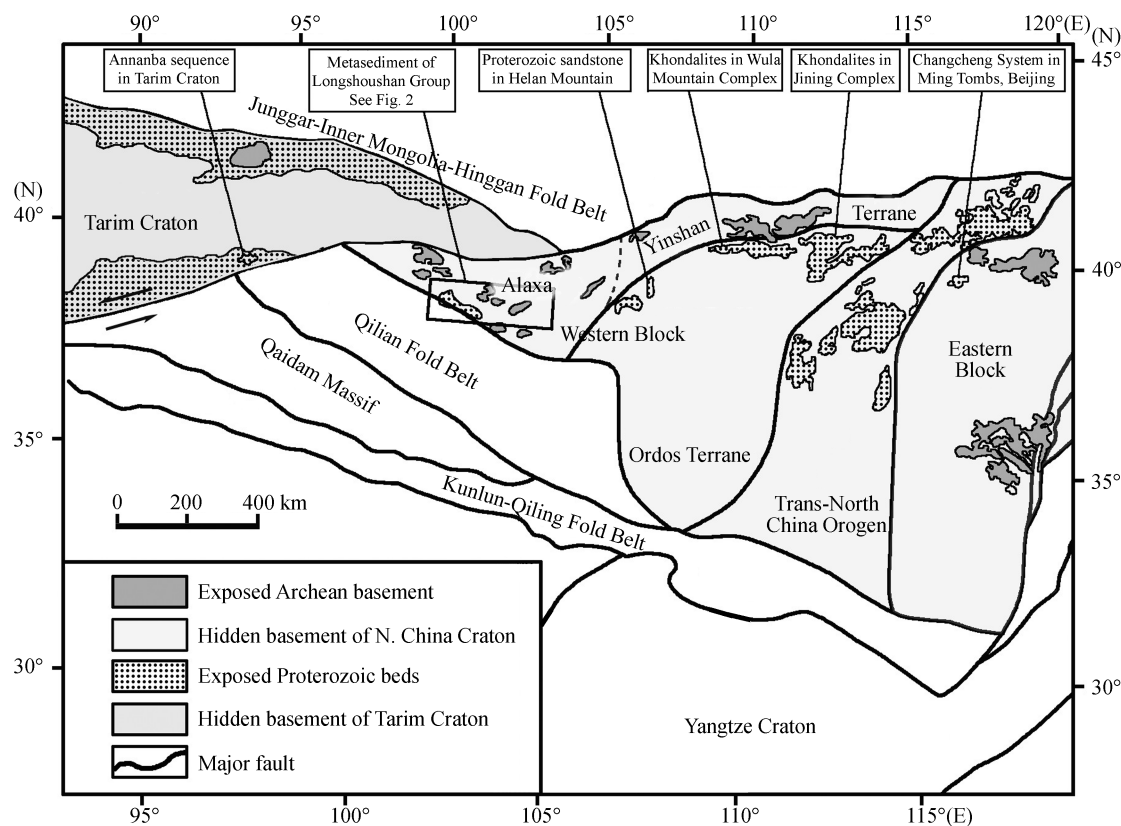 90°
95°
100°
105°
110°
115°
120°(E)
(N)
45°
Annanba sequence
in Tarim Craton
Metasediment of
Longshoushan Group
See Fig. 2
Proterozoic sandstone
in Helan Mountain
Khondalites in Wula
Mountain Complex
Khondalites in
Jining Complex
Changcheng System in
Ming Tombs, Beijing
Junggar-Inner Mongolia-Hinggan Fold Belt
(N)
40°
Tarim Craton
Yinshan
Terrane
40°
Alaxa
Western Block
Qilian Fold Belt
Eastern
Block
Qaidam Massif
35°
Ordos Terrane
35°
0
200
400 km
Kunlun-Qiling Fold Belt
Trans-North
China Orogen
Exposed Archean basement
Hidden basement of N. China Craton
Exposed Proterozoic beds
Hidden basement of Tarim Craton
Major fault
30°
30°
Yangtze Craton
95°
100°
105°
110°
115°(E)